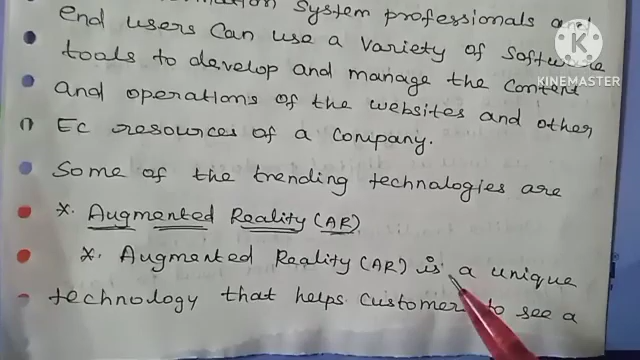 System professionals and
end users can use a variety of software
tools to develop and manage the content
and operations of the websites and other
Ec resources of a company.
Some of the trending technalogies are
*. Augmented Reality (AR)
*. Augmented Reality (AR) is a unique
technology that helps customer to see a
KINEMASTER